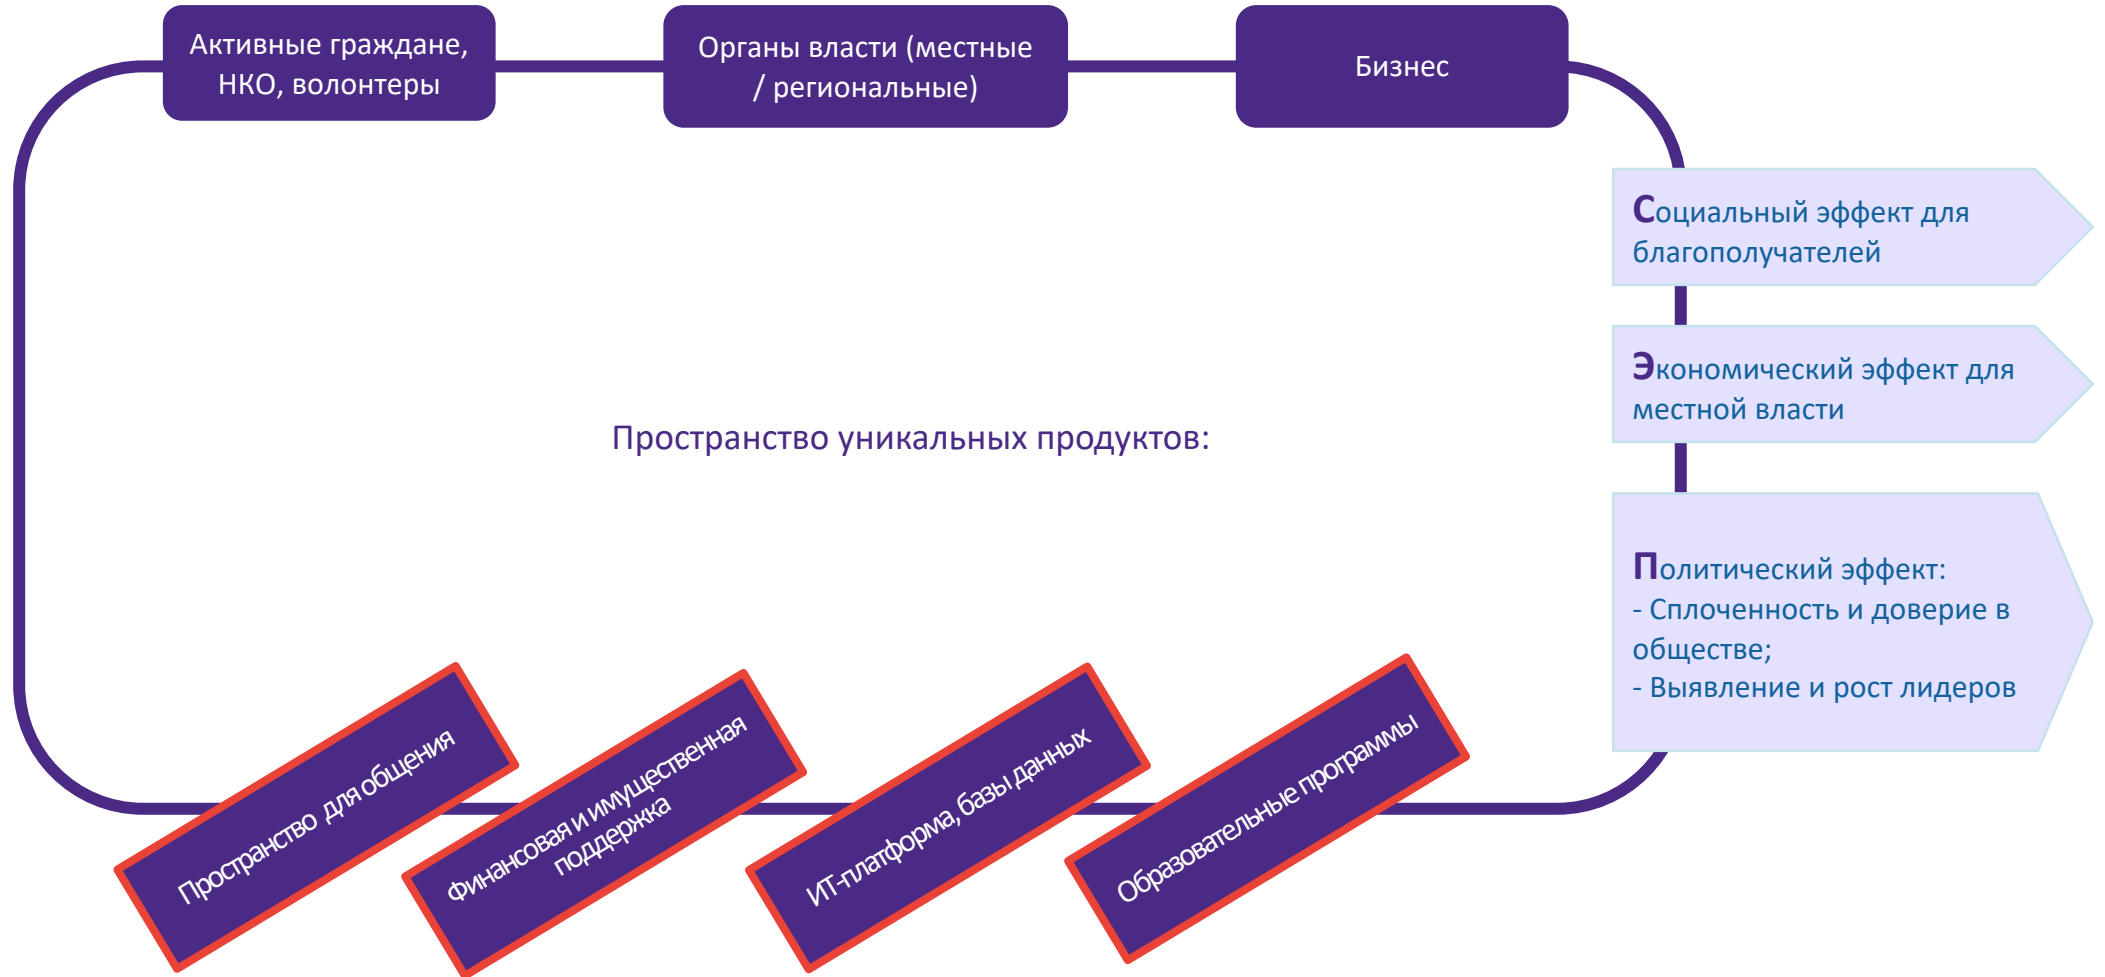 Активные граждане,
НКО, волонтеры
Органы власти (местные
/ региональные)
Бизнес
Социальный эффект для
благополучателей
Экономический эффект для
местной власти
Пространство уникальных продуктов:
Политический эффект:
- Сплоченность и доверие в
обществе;
- Выявление и рост лидеров
Пространство для общения
Финансовая и имущественная
поддержка
ИТ-платформа, базы данных
Образовательные программы